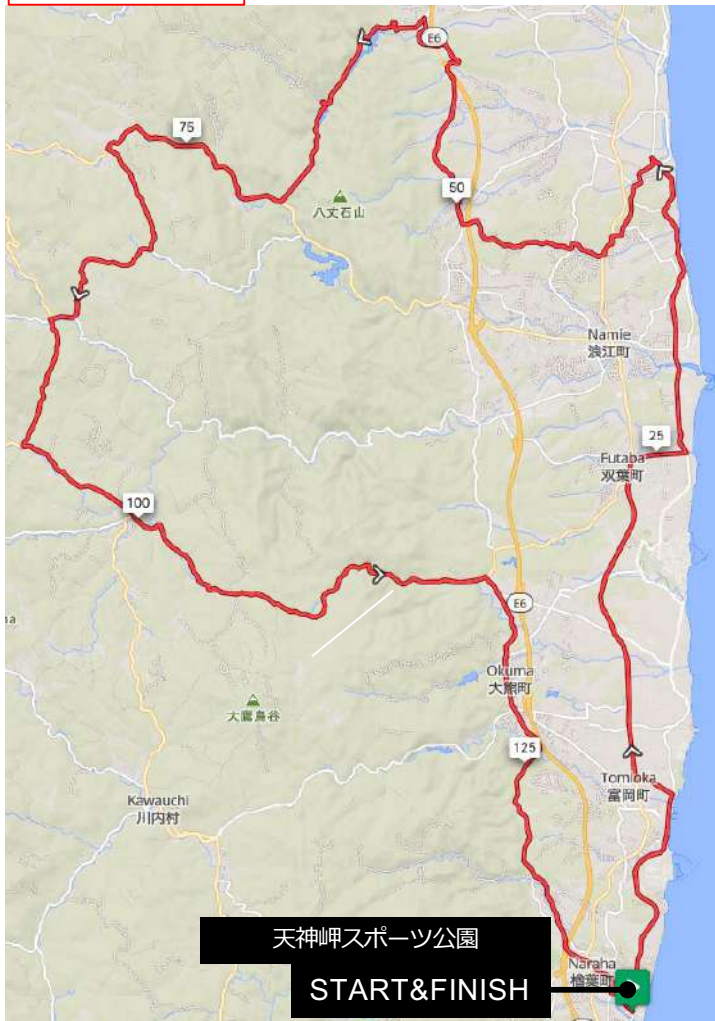 E6
75
八丈石山
50
Namie
浪江町
25
Futaba
双葉町
100
E6
Okuma
大熊町
大鷹鳥谷
125
Tomioka
富岡町
Kawauchi
川内村
天神岬スポーツ公園
Naraha
楢葉町
START&FINISH